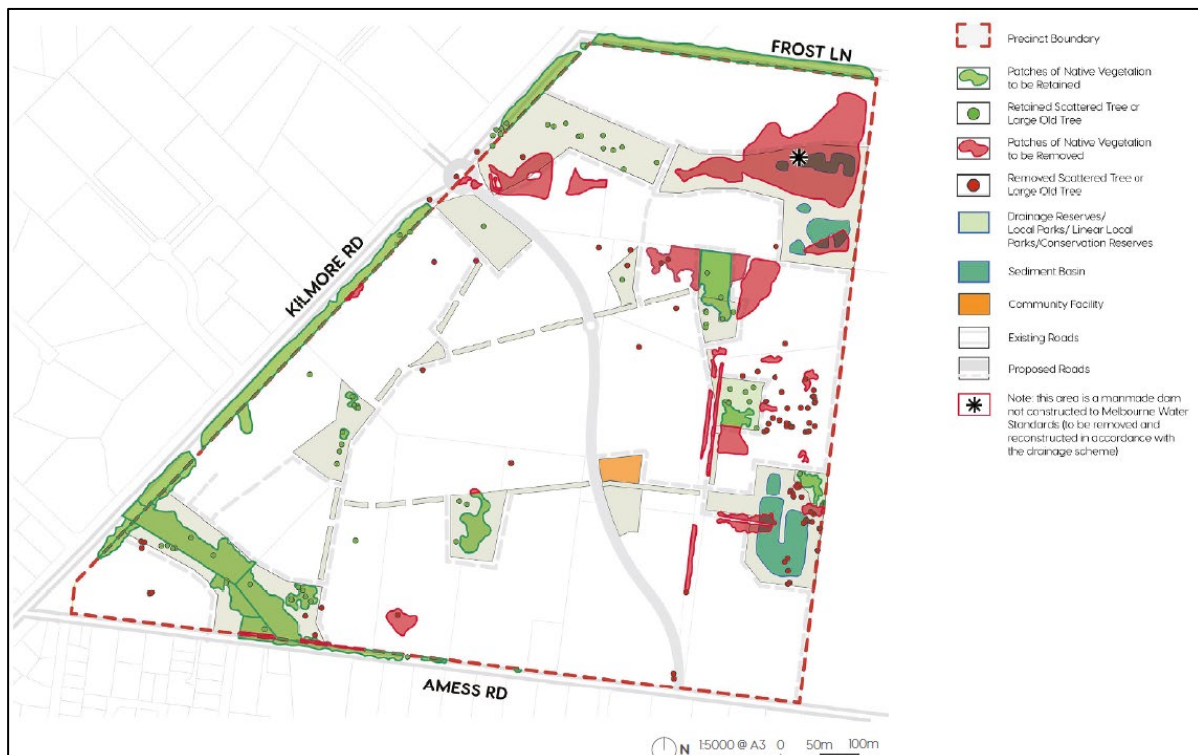 FROST LN
KILMORE RD
AMESS RD
Precinct Boundary
Patches of Native Vegetation
to be Retained
Retained Scattered Tree or
Large Old Tree
Patches of Native Vegetation
to be Removed
Removed Scattered Tree or
Large Old Tree
Drainage Reserves/
Local Parks/ Linear Local
Parks/Conservation Reserves
Sediment Basin
Community Facility
Existing Roads
Proposed Roads
Note: this area is a manmade dam
not constructed to Melbourne Water
Standards (to be removed and
reconstructed in accordance with
the drainage scheme)
N 1:5000 @ A3 0 50m 100m